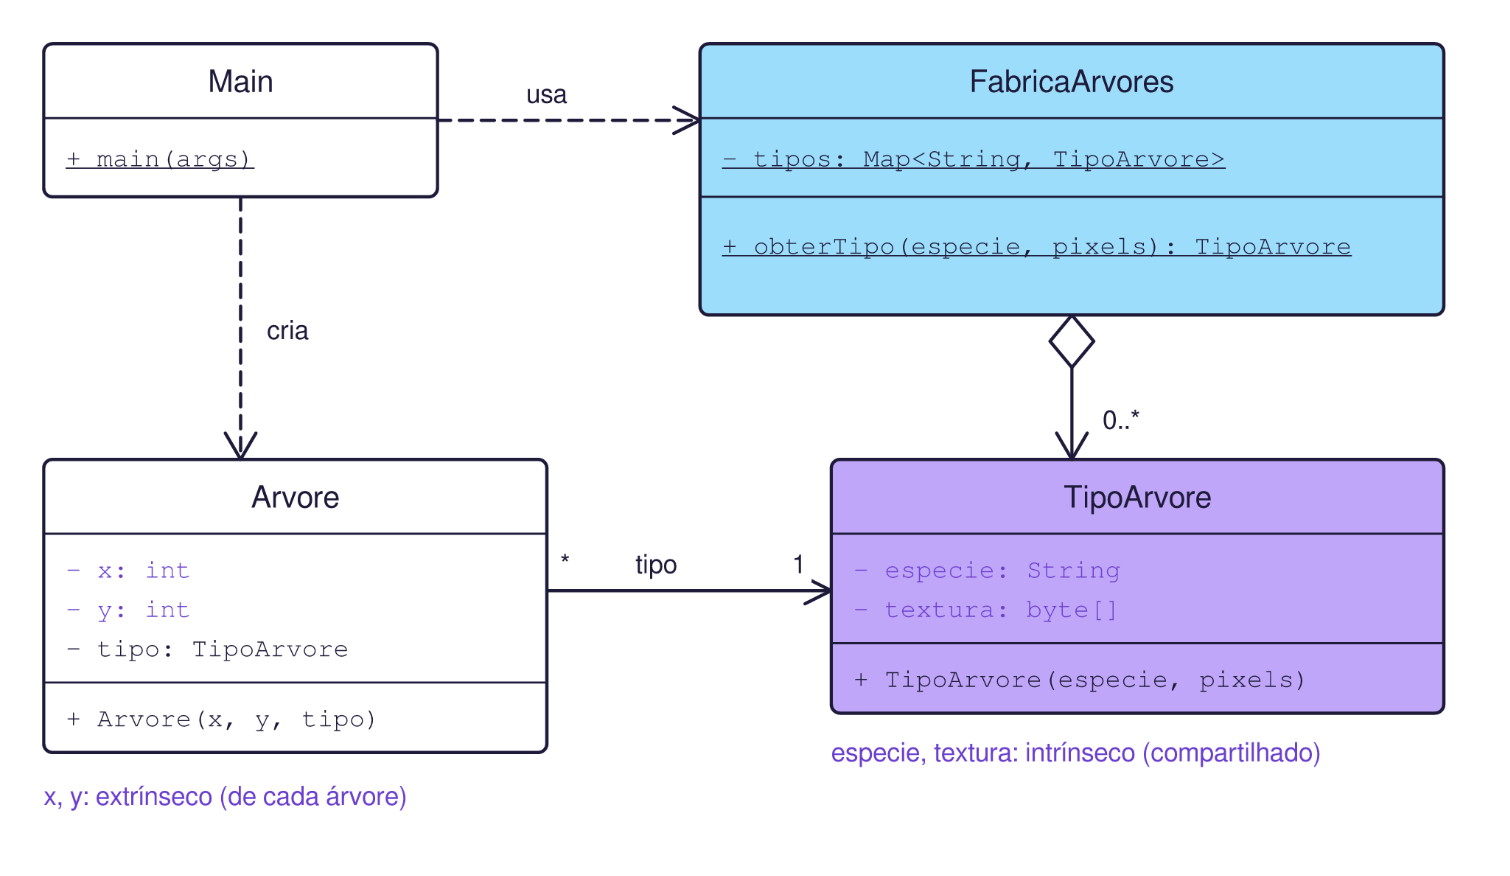 Main
+ main(args)
usa
FabricaArvores
- tipos: Map<String, TipoArvore>
+ obterTipo(especie, pixels): TipoArvore
cria
0..*
Arvore
- x: int
- y: int
- tipo: TipoArvore
+ Arvore(x, y, tipo)
* tipo 1
TipoArvore
- especie: String
- textura: byte[]
+ TipoArvore(especie, pixels)
especie, textura: intrínseco (compartilhado)
x, y: extrínseco (de cada árvore)